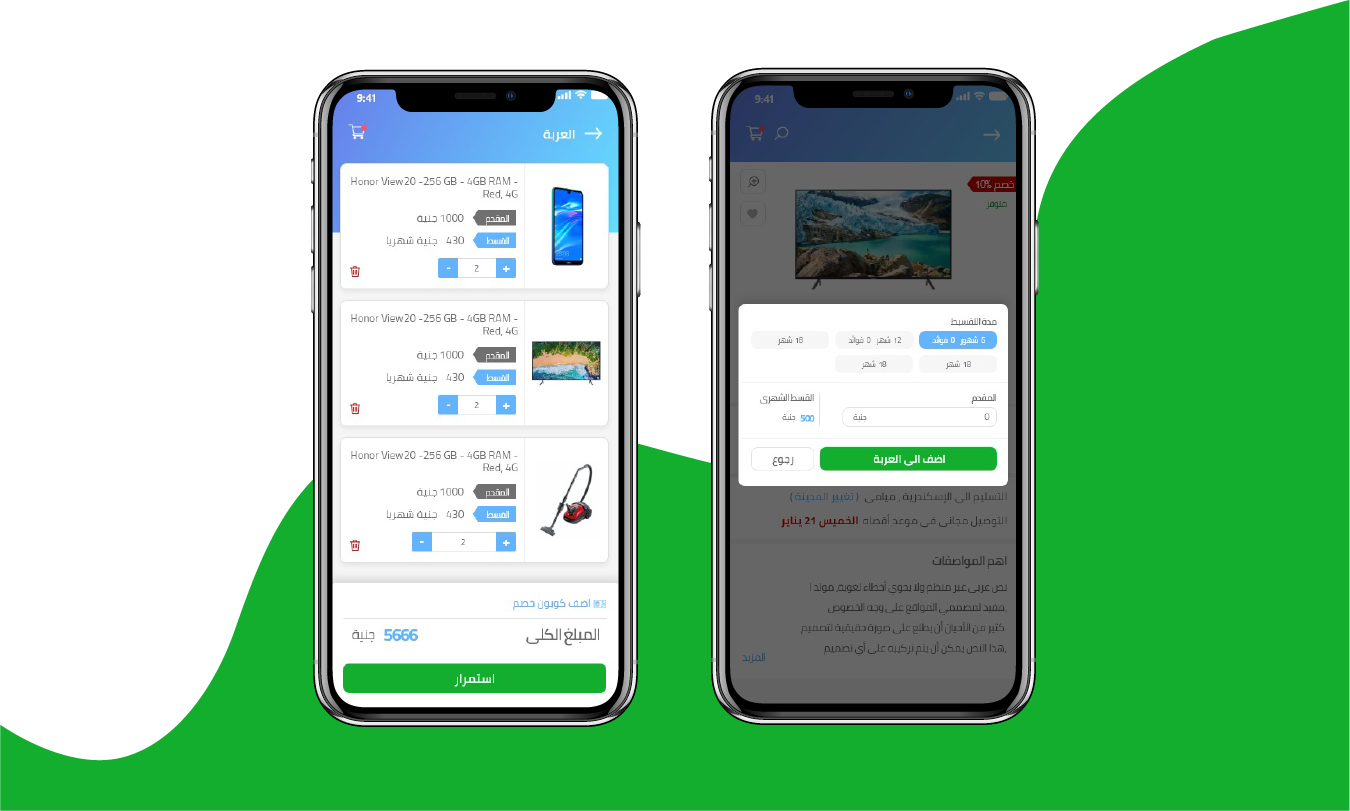 9:41
العربة
Honor View20 -256 GB - 4GB RAM -
Red, 4G
المقدم 1000 جنية
القسط 430 جنية شهريا
+ 2 -
Honor View20 -256 GB - 4GB RAM -
Red, 4G
المقدم 1000 جنية
القسط 430 جنية شهريا
+ 2 -
Honor View20 -256 GB - 4GB RAM -
Red, 4G
المقدم 1000 جنية
القسط 430 جنية شهريا
+ 2 -
اضف كوبون خصم
المبلغ الكلى 5666 جنية
استمرار
9:41
خصم 10%
متوفر
مدة التقسيط
6 شهور 0 فوائد
12 شهر 0 فوائد
18 شهر
18 شهر
18 شهر
المقدم
القسط الشهرى
0 جنية
500 جنية
اضف الي العربة
رجوع
التسليم الى الإسكندرية , ميامى ( تغيير المدينة )
التوصيل مجانى فى موعد أقصاه الخميس 21 يناير
اهم المواصفات
نص عربى غير منظم ولا يحوي أخطاء لغوية, مولد ا
,مفيد لمصممي المواقع على وجه الخصوص
كثير من الأحيان أن يطلع على صورة حقيقية لتصميم
,هذا النص يمكن أن يتم تركيبه على أي تصميم
المزيد